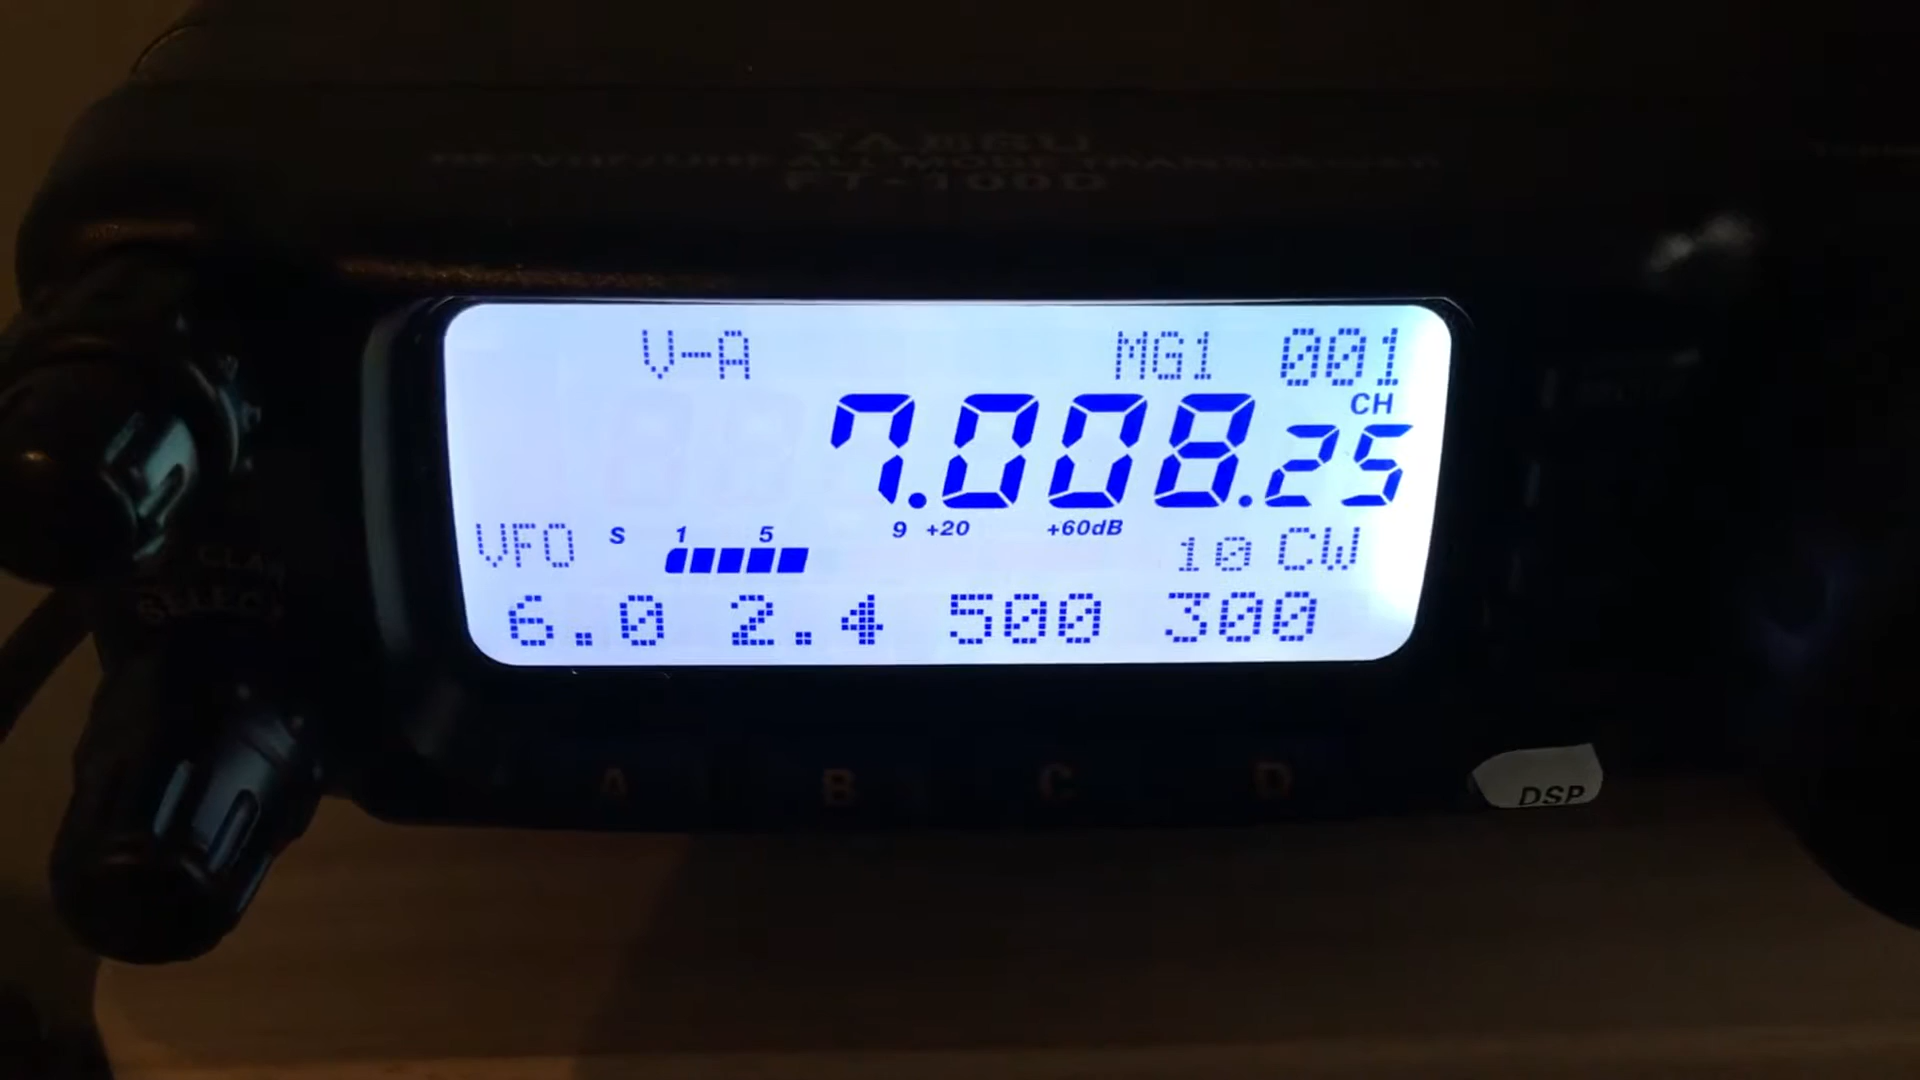 YAESU
HF/VHF/UHF ALL MODE TRANSCEIVER
FT-100D
V-A MG1 001
7.008.25 CH
VFO S 1 5 9 +20 +60dB 10 CW
6.0 2.4 500 300
CLAR
SELECT
A B C D
DSP